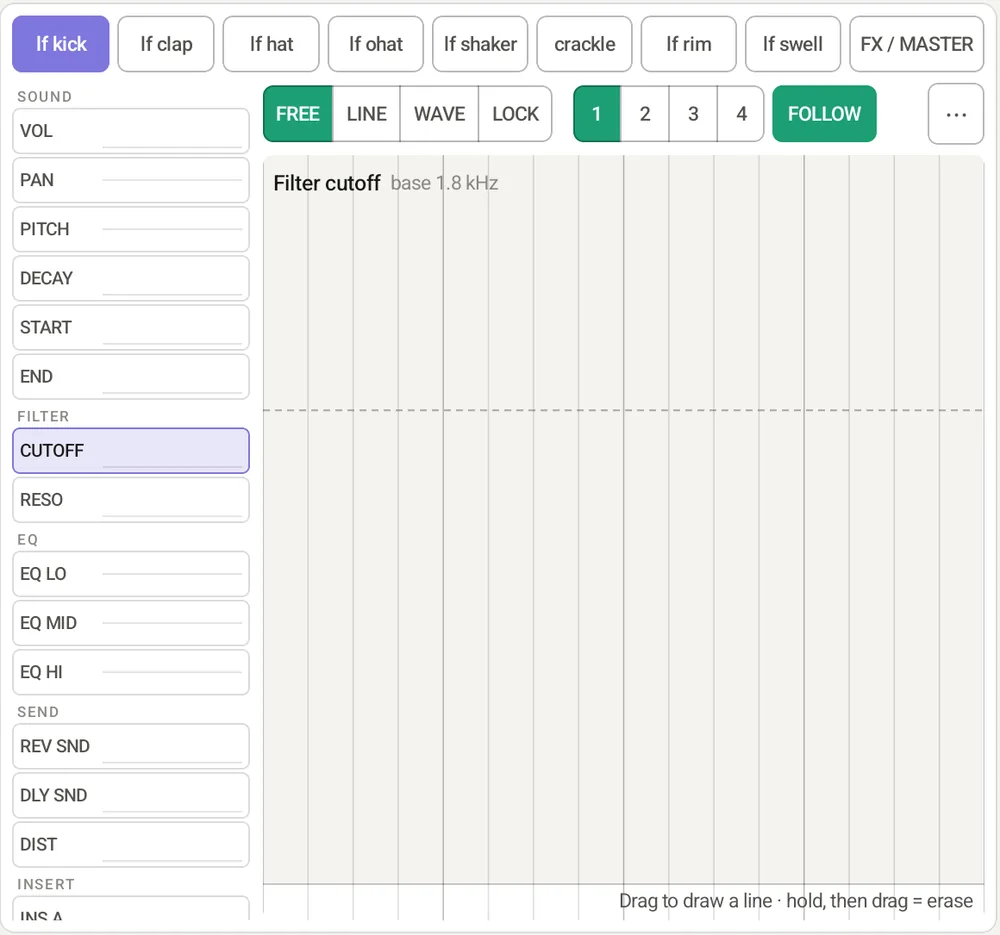 lf kick lf clap lf hat lf ohat lf shaker crackle lf rim lf swell FX / MASTER
SOUND
FREE LINE WAVE LOCK 1 2 3 4 FOLLOW ...
VOL
PAN
Filter cutoff base 1.8 kHz
PITCH
DECAY
START
END
FILTER
CUTOFF
RESO
EQ
EQ LO
EQ MID
EQ HI
SEND
REV SND
DLY SND
DIST
INSERT
INS A
Drag to draw a line · hold, then drag = erase